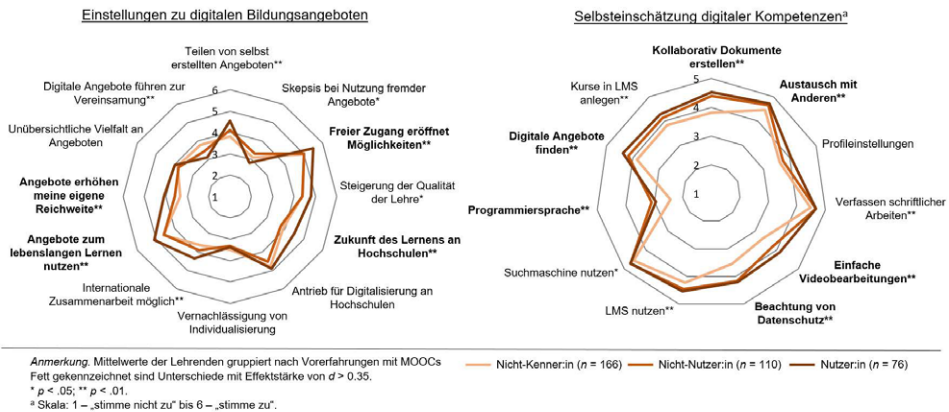 Einstellungen zu digitalen Bildungsangeboten
Teilen von selbst
erstellten Angeboten**
Skepsis bei Nutzung fremder
Angebote*
Freier Zugang eröffnet
Möglichkeiten**
Steigerung der Qualität
der Lehre*
Zukunft des Lernens an
Hochschulen**
Antrieb für Digitalisierung an
Hochschulen
Vernachlässigung von
Individualisierung
Internationale
Zusammenarbeit möglich**
Angebote zum
lebenslangen Lernen
nutzen**
Angebote erhöhen
meine eigene
Reichweite**
Unübersichtliche Vielfalt an
Angeboten
Digitale Angebote führen zur
Vereinsamung**
6
5
4
3
2
1
Selbsteinschätzung digitaler Kompetenzenᵃ
Kollaborativ Dokumente
erstellen**
Austausch mit
Anderen**
Profileinstellungen
Verfassen schriftlicher
Arbeiten**
Einfache
Videobearbeitungen**
Beachtung von
Datenschutz**
LMS nutzen**
Suchmaschine nutzen*
Programmiersprache**
Digitale Angebote
finden**
Kurse in LMS
anlegen**
5
4
3
2
1
Anmerkung. Mittelwerte der Lehrenden gruppiert nach Vorerfahrungen mit MOOCs
Fett gekennzeichnet sind Unterschiede mit Effektstärke von d > 0.35.
* p < .05; ** p < .01.
ᵃ Skala: 1 – „stimme nicht zu“ bis 6 – „stimme zu“.
Nicht-Kenner:in (n = 166)
Nicht-Nutzer:in (n = 110)
Nutzer:in (n = 76)